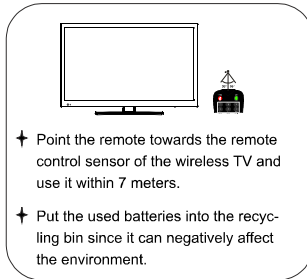 Point the remote towards the remote
control sensor of the wireless TV and
use it within 7 meters.
Put the used batteries into the recyc-
ling bin since it can negatively affect
the environment.